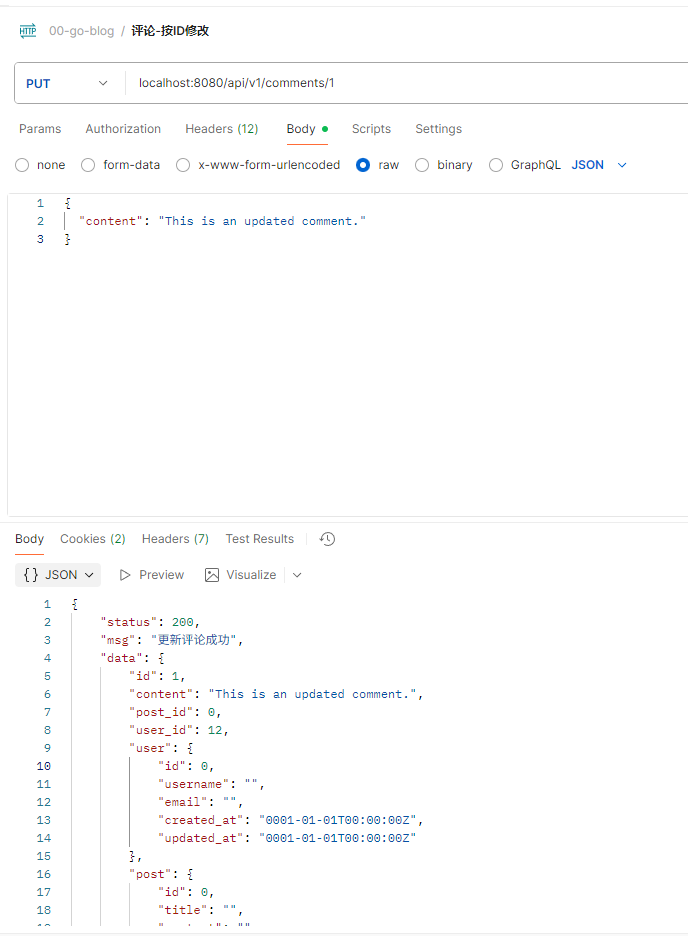 HTTP 00-go-blog / 评论-按ID修改
PUT localhost:8080/api/v1/comments/1
Params Authorization Headers (12) Body Scripts Settings
none form-data x-www-form-urlencoded raw binary GraphQL JSON
1 {
2 "content": "This is an updated comment."
3 }
Body Cookies (2) Headers (7) Test Results
{} JSON Preview Visualize
1 {
2 "status": 200,
3 "msg": "更新评论成功",
4 "data": {
5 "id": 1,
6 "content": "This is an updated comment.",
7 "post_id": 0,
8 "user_id": 12,
9 "user": {
10 "id": 0,
11 "username": "",
12 "email": "",
13 "created_at": "0001-01-01T00:00:00Z",
14 "updated_at": "0001-01-01T00:00:00Z"
15 },
16 "post": {
17 "id": 0,
18 "title": "",